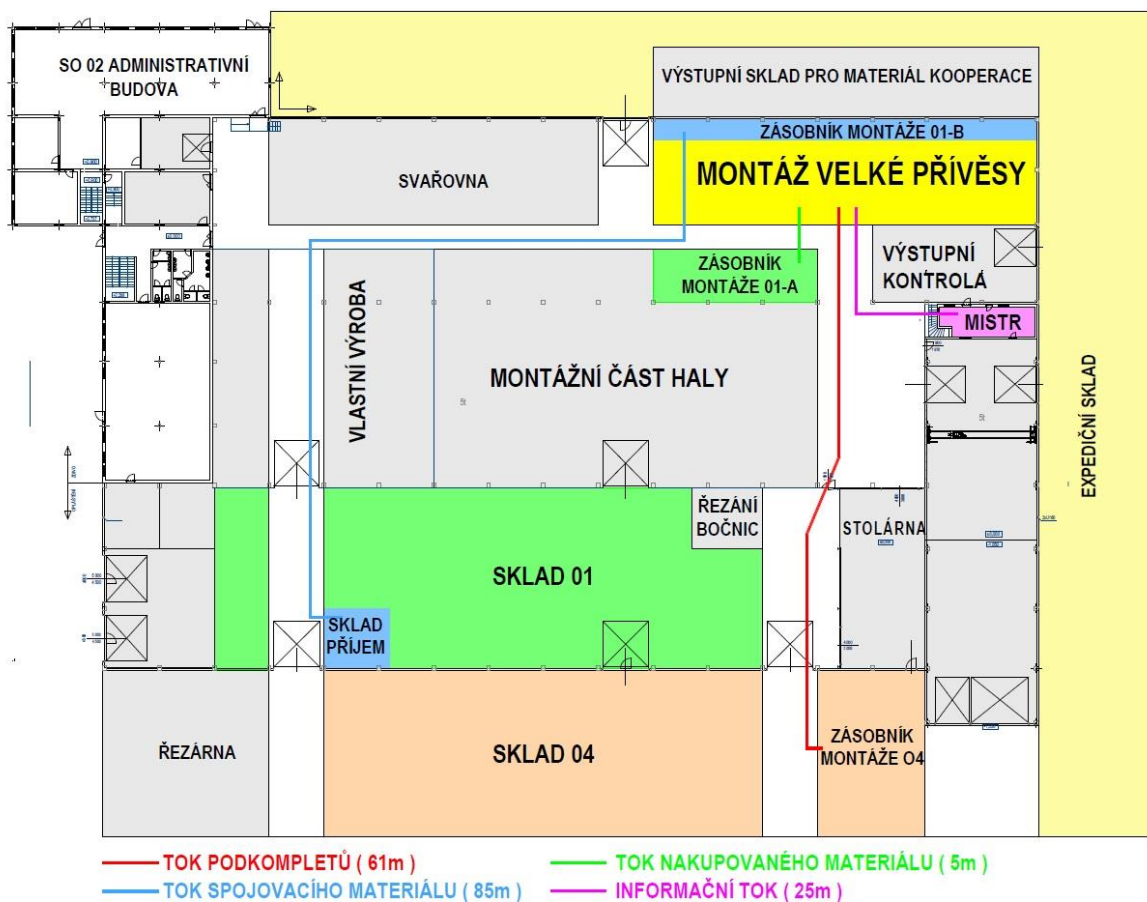 SO 02 ADMINISTRATIVNÍ
BUDOVA
VÝSTUPNÍ SKLAD PRO MATERIÁL KOOPERACE
ZÁSOBNÍK MONTÁŽE 01-B
MONTÁŽ VELKÉ PŘÍVĚSY
SVAŘOVNA
ZÁSOBNÍK
MONTÁŽE 01-A
VÝSTUPNÍ
KONTROLÁ
MISTR
VLASTNÍ VÝROBA
MONTÁŽNÍ ČÁST HALY
EXPEDIČNÍ SKLAD
ŘEZÁNÍ
BOČNIC
STOLÁRNA
SKLAD 01
SKLAD
PŘÍJEM
ŘEZÁRNA
SKLAD 04
ZÁSOBNÍK
MONTÁŽE O4
TOK PODKOMPLETŮ ( 61m )
TOK NAKUPOVANÉHO MATERIÁLU ( 5m )
TOK SPOJOVACÍHO MATERIÁLU ( 85m )
INFORMAČNÍ TOK ( 25m )